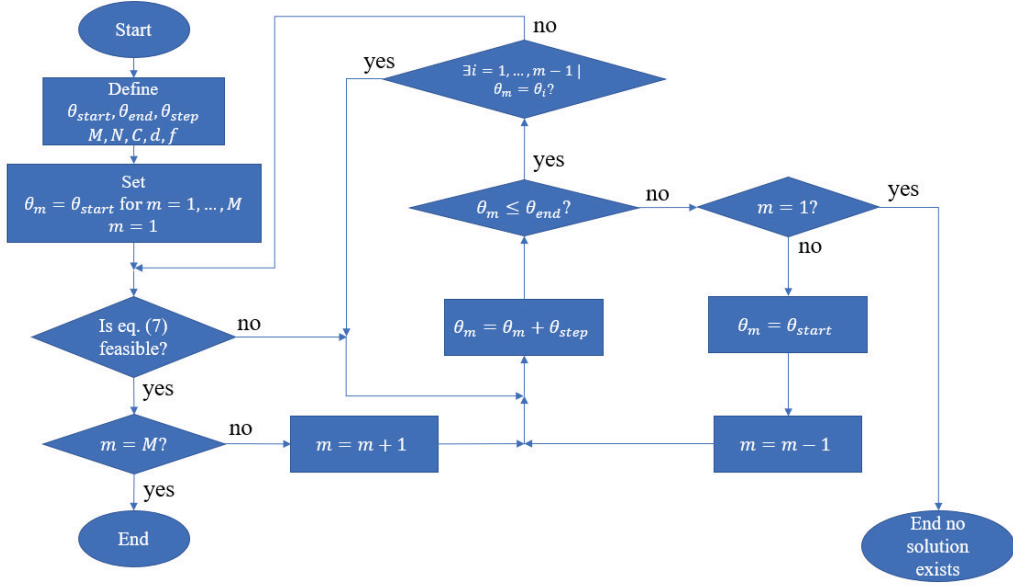 Start
Define
θ_start, θ_end, θ_step
M, N, C, d, f
Set
θ_m = θ_start for m = 1, … , M
m = 1
Is eq. (7)
feasible?
no
yes
m = M?
no
yes
End
m = m + 1
no
yes
∃i = 1, … , m − 1 |
θ_m = θ_i?
yes
θ_m ≤ θ_end?
no
θ_m = θ_m + θ_step
m = 1?
yes
no
θ_m = θ_start
m = m − 1
End no
solution
exists